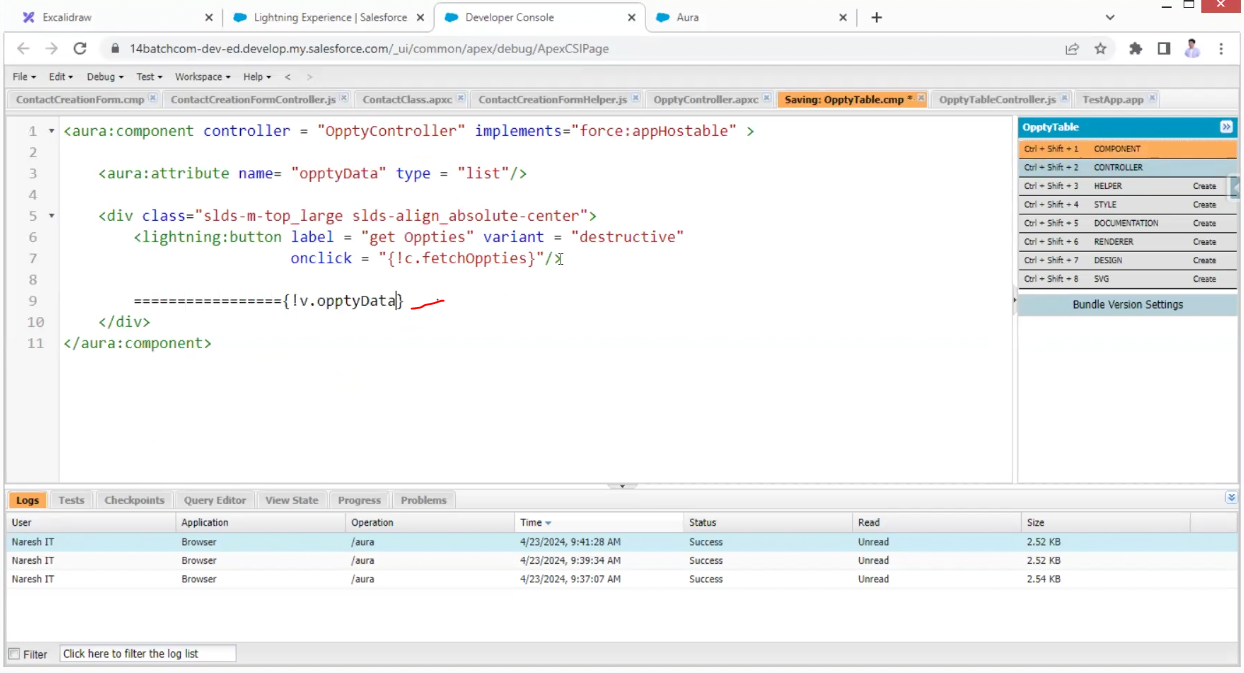 Excalidraw
Lightning Experience | Salesforce
Developer Console
Aura
14batchcom-dev-ed.develop.my.salesforce.com/_ui/common/apex/debug/ApexCSIPage
File Edit Debug Test Workspace Help < >
ContactCreationForm.cmp ContactCreationFormController.js ContactClass.apxc ContactCreationFormHelper.js OpptyController.apxc Saving: OpptyTable.cmp * OpptyTableController.js TestApp.app
1 <aura:component controller = "OpptyController" implements="force:appHostable" >
2
3 <aura:attribute name= "opptyData" type = "list"/>
4
5 <div class="slds-m-top_large slds-align_absolute-center">
6 <lightning:button label = "get Oppties" variant = "destructive"
7 onclick = "{!c.fetchOppties}"/>
8
9 ================={!v.opptyData}
10 </div>
11 </aura:component>
OpptyTable
Ctrl + Shift + 1 COMPONENT
Ctrl + Shift + 2 CONTROLLER
Ctrl + Shift + 3 HELPER Create
Ctrl + Shift + 4 STYLE Create
Ctrl + Shift + 5 DOCUMENTATION Create
Ctrl + Shift + 6 RENDERER Create
Ctrl + Shift + 7 DESIGN Create
Ctrl + Shift + 8 SVG Create
Bundle Version Settings
Logs Tests Checkpoints Query Editor View State Progress Problems
User Application Operation Time Status Read Size
Naresh IT Browser /aura 4/23/2024, 9:41:28 AM Success Unread 2.52 KB
Naresh IT Browser /aura 4/23/2024, 9:39:34 AM Success Unread 2.52 KB
Naresh IT Browser /aura 4/23/2024, 9:37:07 AM Success Unread 2.54 KB
Filter Click here to filter the log list